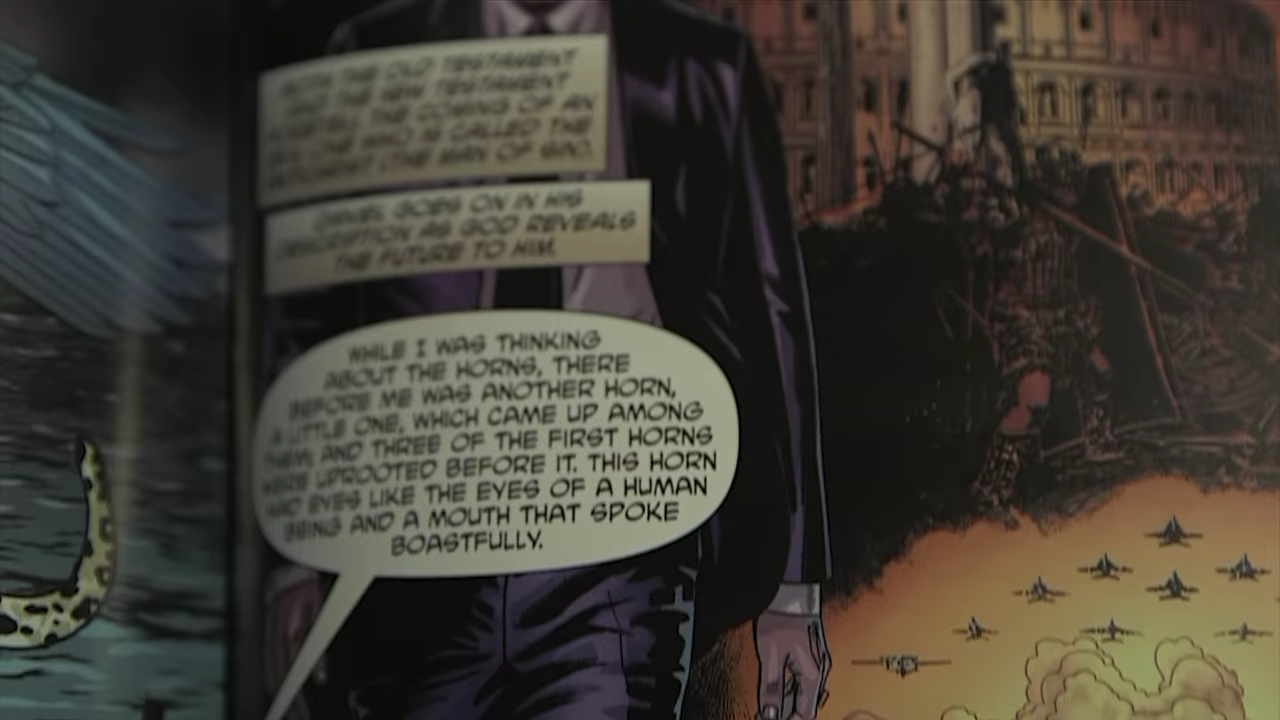 BOTH THE OLD TESTAMENT
AND THE NEW TESTAMENT
THE COMING OF AN
ONE WHO IS CALLED THE
(THE MAN OF SIN).
DANIEL GOES ON IN HIS
DESCRIPTION AS GOD REVEALS
THE FUTURE TO HIM.
WHILE I WAS THINKING
ABOUT THE HORNS, THERE
BEFORE ME WAS ANOTHER HORN,
A LITTLE ONE, WHICH CAME UP AMONG
THEM; AND THREE OF THE FIRST HORNS
WERE UPROOTED BEFORE IT. THIS HORN
HAD EYES LIKE THE EYES OF A HUMAN
BEING AND A MOUTH THAT SPOKE
BOASTFULLY.